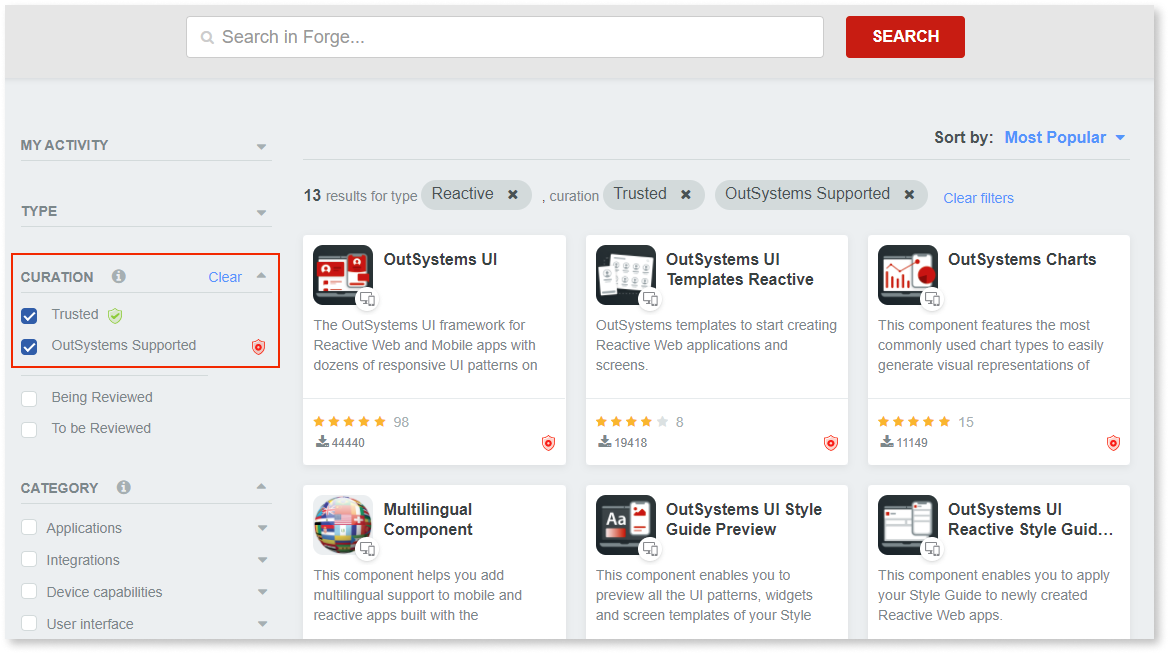 Search in Forge...
SEARCH
MY ACTIVITY
TYPE
CURATION
Clear
Trusted
OutSystems Supported
Being Reviewed
To be Reviewed
CATEGORY
Applications
Integrations
Device capabilities
User interface
Sort by: Most Popular
13 results for type Reactive × , curation Trusted × OutSystems Supported × Clear filters
OutSystems UI
The OutSystems UI framework for
Reactive Web and Mobile apps with
dozens of responsive UI patterns on
98
44440
OutSystems UI
Templates Reactive
OutSystems templates to start creating
Reactive Web applications and
screens.
8
19418
OutSystems Charts
This component features the most
commonly used chart types to easily
generate visual representations of
15
11149
Multilingual
Component
This component helps you add
multilingual support to mobile and
reactive apps built with the
Aa
OutSystems UI Style
Guide Preview
This component enables you to
preview all the UI patterns, widgets
and screen templates of your Style
OutSystems UI
Reactive Style Guid...
This component enables you to apply
your Style Guide to newly created
Reactive Web apps.